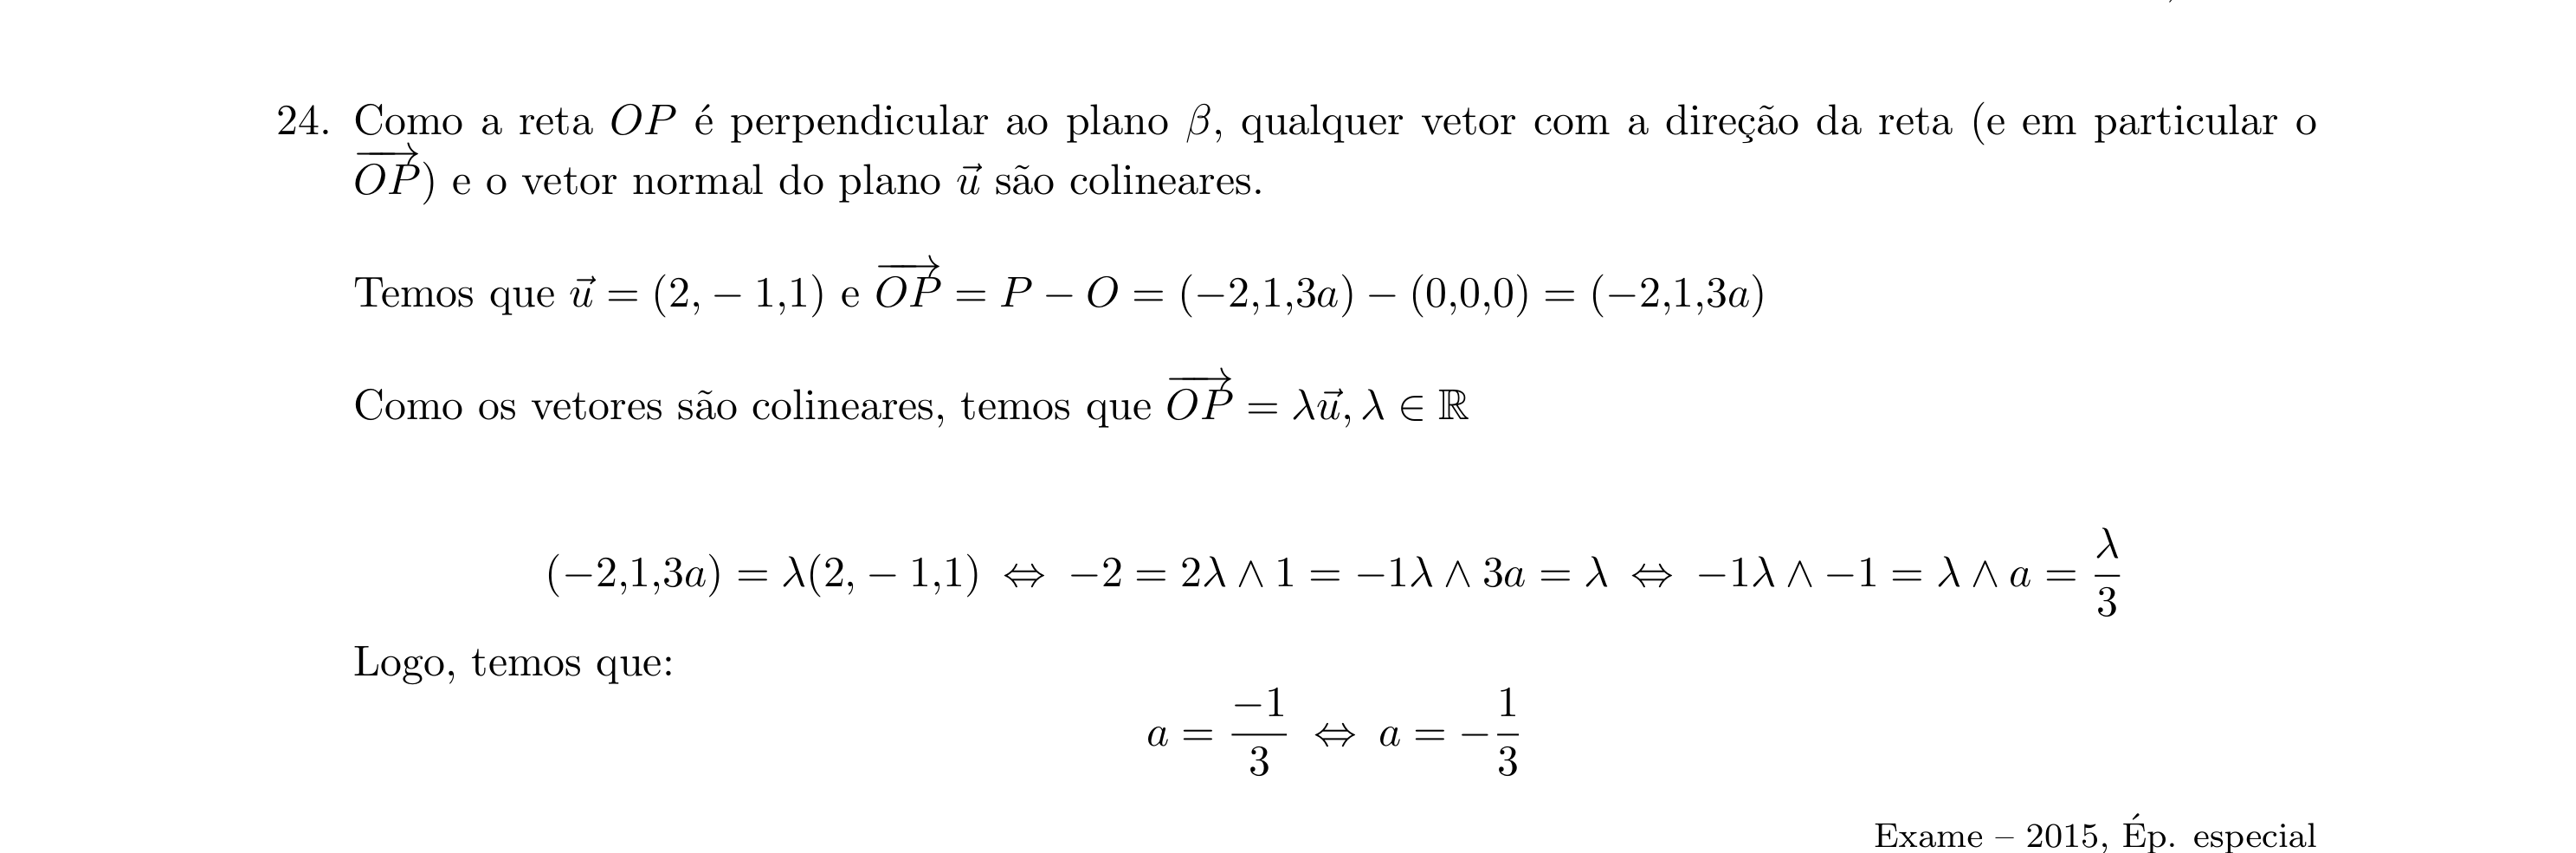 24. Como a reta OP é perpendicular ao plano β, qualquer vetor com a direção da reta (e em particular o
$\overrightarrow{OP}$) e o vetor normal do plano $\vec{u}$ são colineares.
Temos que $\vec{u} = (2, -1{,}1)$ e $\overrightarrow{OP} = P - O = (-2{,}1{,}3a) - (0{,}0{,}0) = (-2{,}1{,}3a)$
Como os vetores são colineares, temos que $\overrightarrow{OP} = \lambda\vec{u}, \lambda \in \mathbb{R}$
$(-2{,}1{,}3a) = \lambda(2, -1{,}1) \Leftrightarrow -2 = 2\lambda \wedge 1 = -1\lambda \wedge 3a = \lambda \Leftrightarrow -1\lambda \wedge -1 = \lambda \wedge a = \dfrac{\lambda}{3}$
Logo, temos que:
$a = \dfrac{-1}{3} \Leftrightarrow a = -\dfrac{1}{3}$
Exame – 2015, Ép. especial